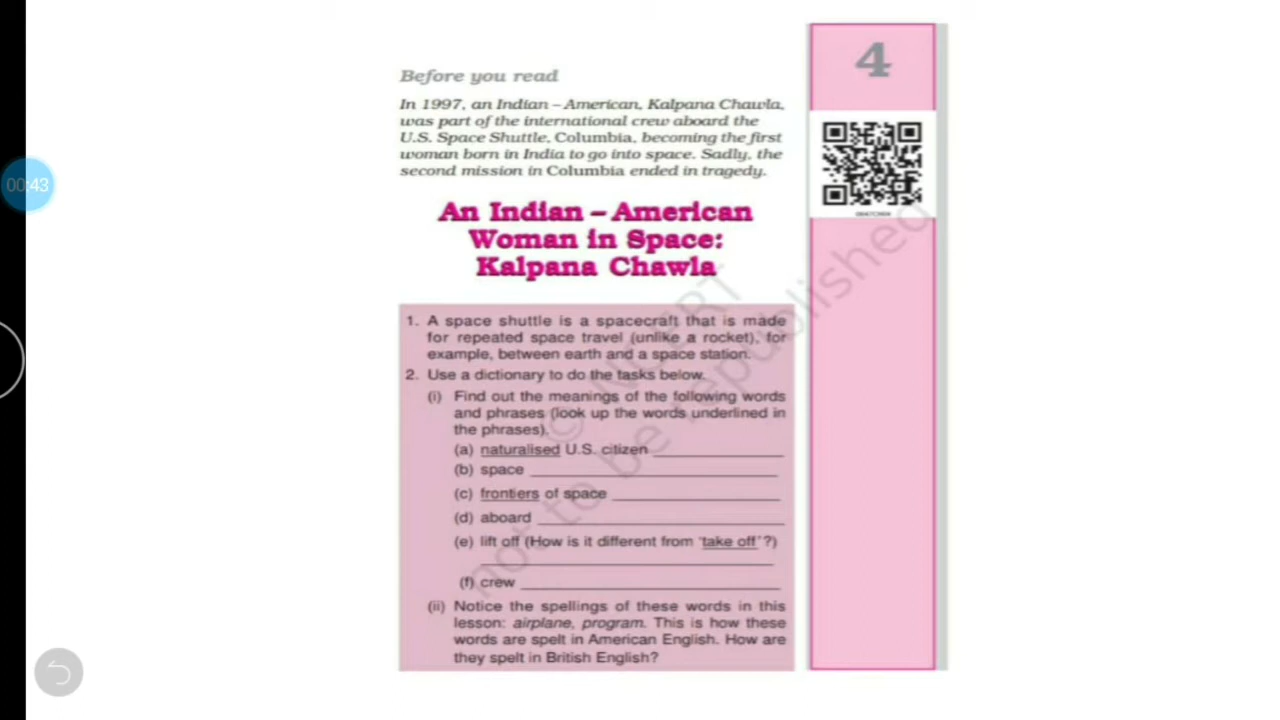 4
Before you read
In 1997, an Indian – American, Kalpana Chawla,
was part of the international crew aboard the
U.S. Space Shuttle, Columbia, becoming the first
woman born in India to go into space. Sadly, the
second mission in Columbia ended in tragedy.
00:43
An Indian – American
Woman in Space:
Kalpana Chawla
1. A space shuttle is a spacecraft that is made
for repeated space travel (unlike a rocket), for
example, between earth and a space station.
2. Use a dictionary to do the tasks below.
(i) Find out the meanings of the following words
and phrases (look up the words underlined in
the phrases).
(a) naturalised U.S. citizen
(b) space
(c) frontiers of space
(d) aboard
(e) lift off (How is it different from 'take off'?)
(f) crew
(ii) Notice the spellings of these words in this
lesson: airplane, program. This is how these
words are spelt in American English. How are
they spelt in British English?
© NCERT
not to be republished